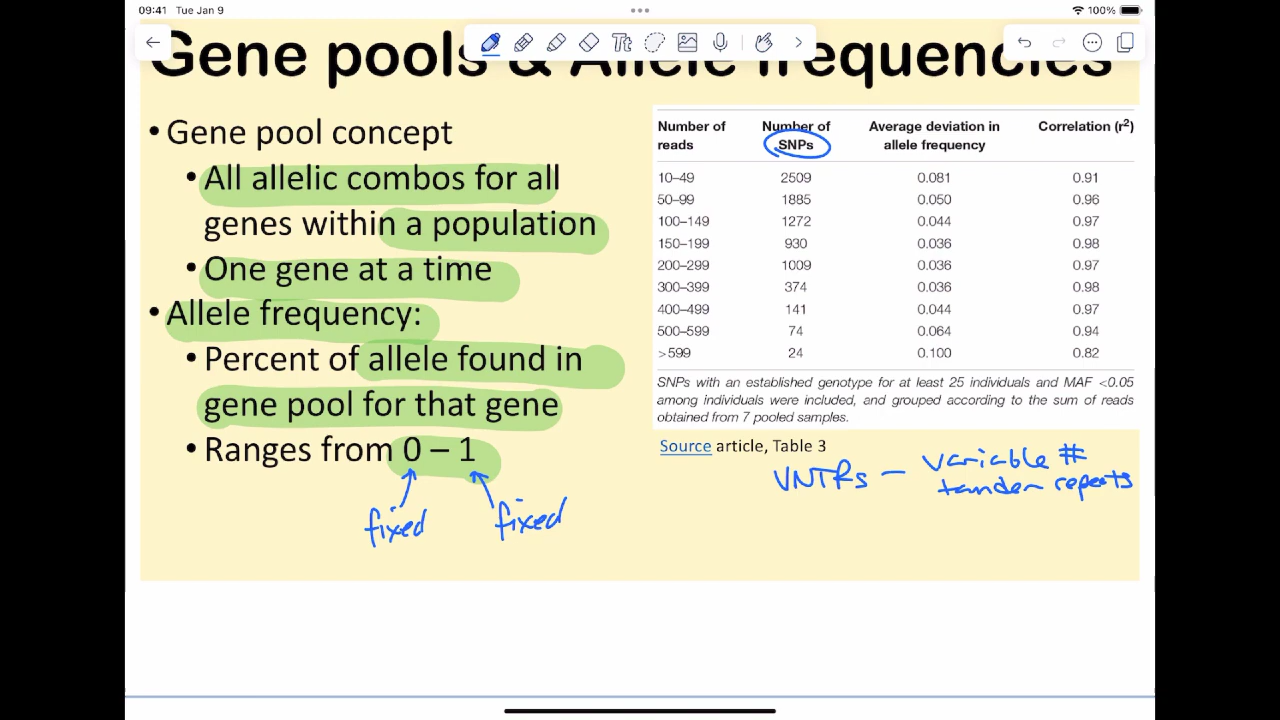 09:41 Tue Jan 9
100%
Gene pools & Allele frequencies
Tt
• Gene pool concept
• All allelic combos for all
genes within a population
• One gene at a time
• Allele frequency:
• Percent of allele found in
gene pool for that gene
• Ranges from 0 – 1
fixed fixed
Number of reads Number of SNPs Average deviation in allele frequency Correlation (r²)
10–49 2509 0.081 0.91
50–99 1885 0.050 0.96
100–149 1272 0.044 0.97
150–199 930 0.036 0.98
200–299 1009 0.036 0.97
300–399 374 0.036 0.98
400–499 141 0.044 0.97
500–599 74 0.064 0.94
>599 24 0.100 0.82
SNPs with an established genotype for at least 25 individuals and MAF <0.05
among individuals were included, and grouped according to the sum of reads
obtained from 7 pooled samples.
Source article, Table 3
VNTRs – variable #
tandem repeats